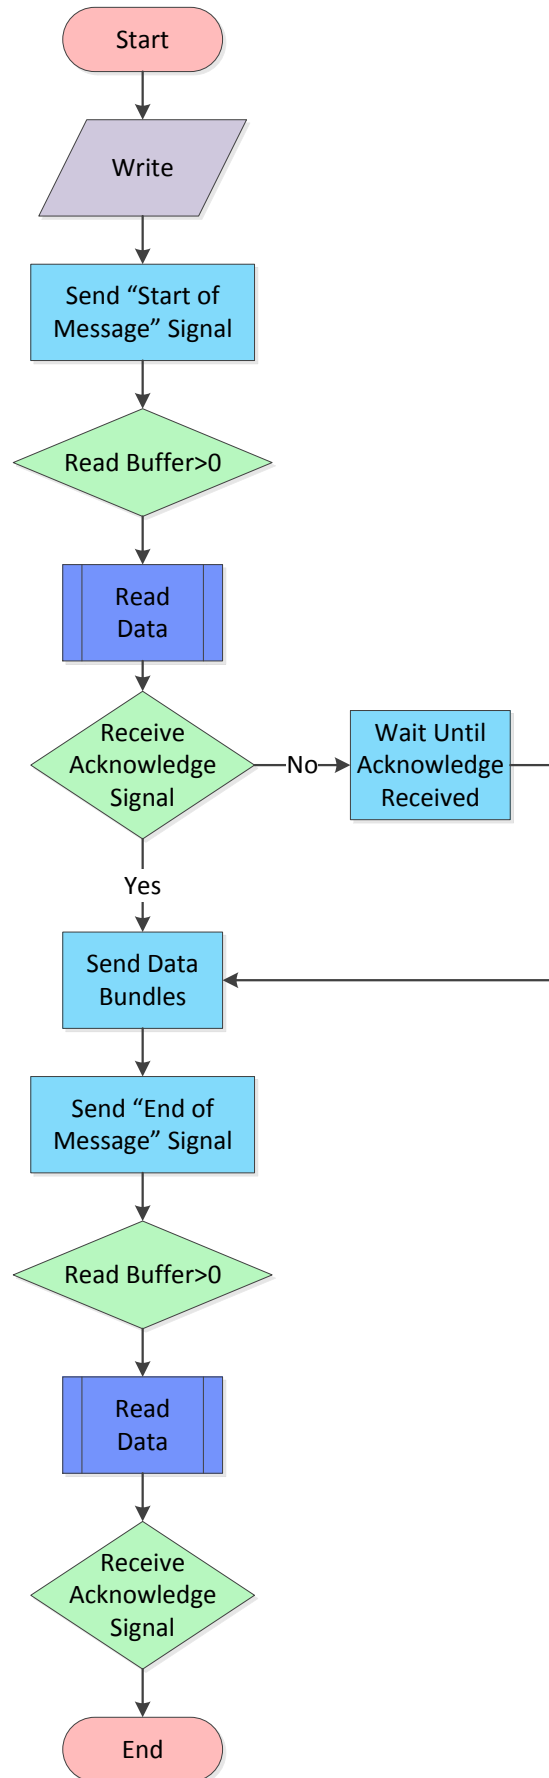 Start
Write
Send “Start of
Message” Signal
Read Buffer>0
Read
Data
Receive
Acknowledge
Signal
No
Wait Until
Acknowledge
Received
Yes
Send Data
Bundles
Send “End of
Message” Signal
Read Buffer>0
Read
Data
Receive
Acknowledge
Signal
End